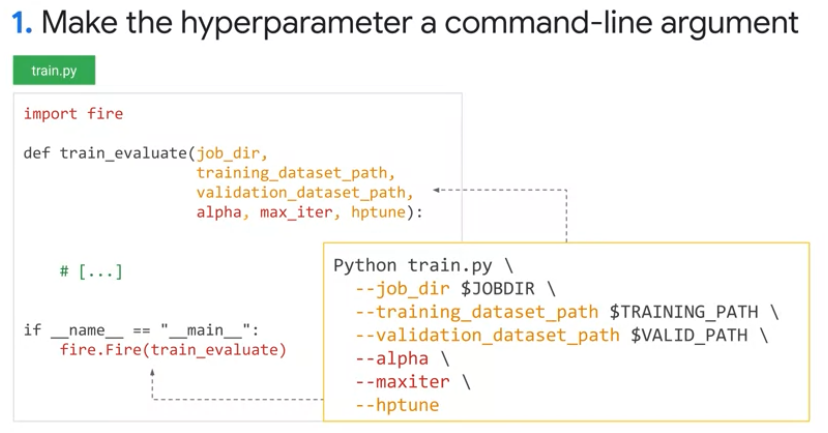 1. Make the hyperparameter a command-line argument
train.py
import fire
def train_evaluate(job_dir,
training_dataset_path,
validation_dataset_path,
alpha, max_iter, hptune):
# [...]
if __name__ == "__main__":
fire.Fire(train_evaluate)
Python train.py \
--job_dir $JOBDIR \
--training_dataset_path $TRAINING_PATH \
--validation_dataset_path $VALID_PATH \
--alpha \
--maxiter \
--hptune